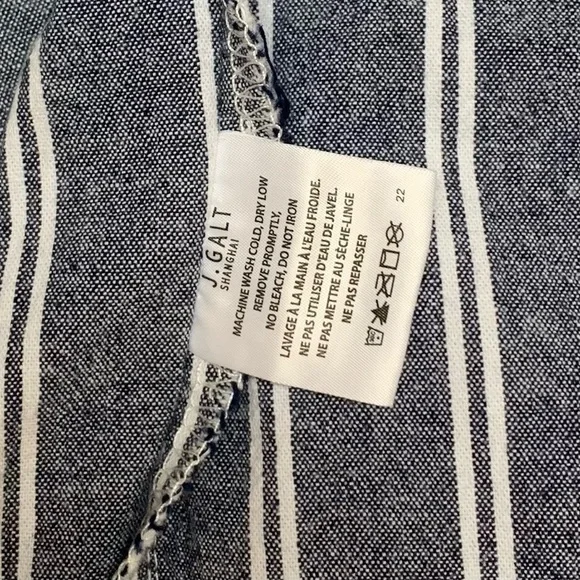 J.GALT
SHANGHAI
MACHINE WASH COLD, DRY LOW
REMOVE PROMPTLY,
NO BLEACH, DO NOT IRON
LAVAGE À LA MAIN À L'EAU FROIDE.
NE PAS UTILISER D'EAU DE JAVEL.
NE PAS METTRE AU SÈCHE-LINGE
NE PAS REPASSER
22